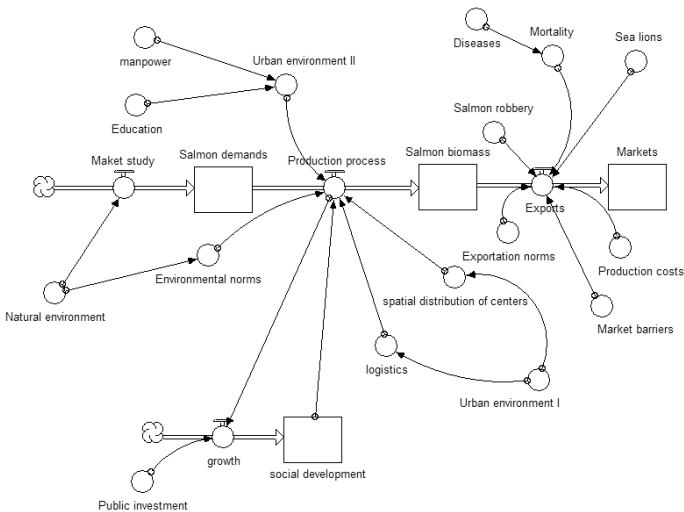 Diseases
Mortality
Sea lions
manpower
Urban environment II
Salmon robbery
Education
Maket study
Salmon demands
Production process
Salmon biomass
Markets
Exports
Environmental norms
Exportation norms
Production costs
Natural environment
spatial distribution of centers
Market barriers
logistics
Urban environment I
growth
social development
Public investment